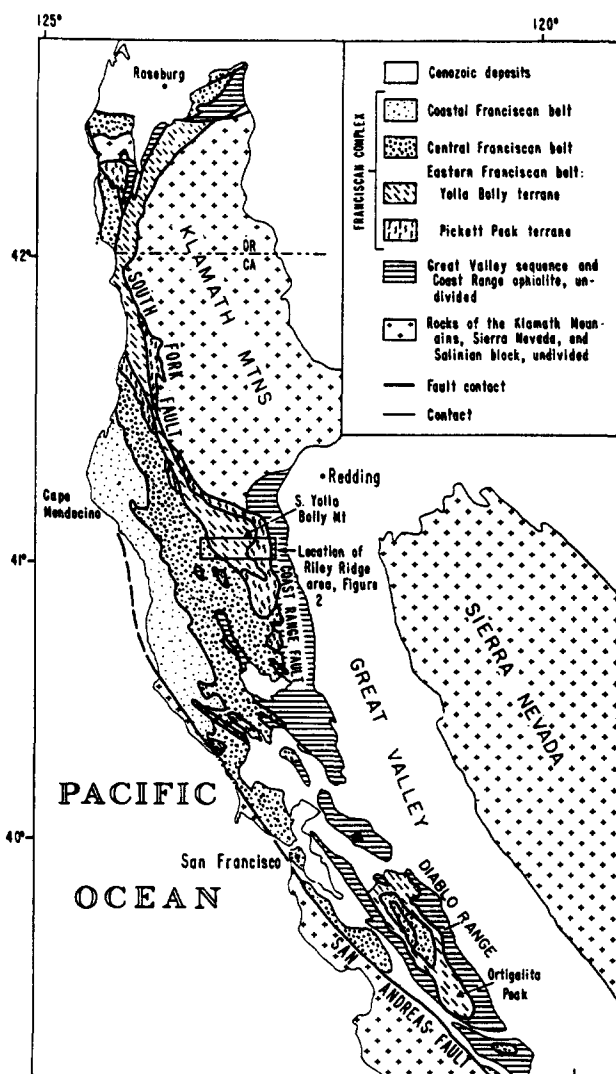 125°
120°
Roseburg
Cenozoic deposits
Coastal Franciscan belt
Central Franciscan belt
Eastern Franciscan belt:
Yolla Bolly terrane
Pickett Peak terrane
FRANCISCAN COMPLEX
Great Valley sequence and
Coast Range ophiolite, un-
divided
Rocks of the Klamath Moun-
ains, Sierra Nevada, and
Salinian block, undivided
Fault contact
Contact
42°
OR
CA
KLAMATH MTNS
SOUTH
FORK
FAULT
Redding
S. Yolla
Bolly Mt
Cape
Mendocino
41°
Location of
Riley Ridge
area, Figure
2
COAST RANGE FAULT
SIERRA NEVADA
GREAT VALLEY
PACIFIC
OCEAN
40°
San Francisco
DIABLO RANGE
Ortigalita
Peak
SAN
ANDREAS FAULT